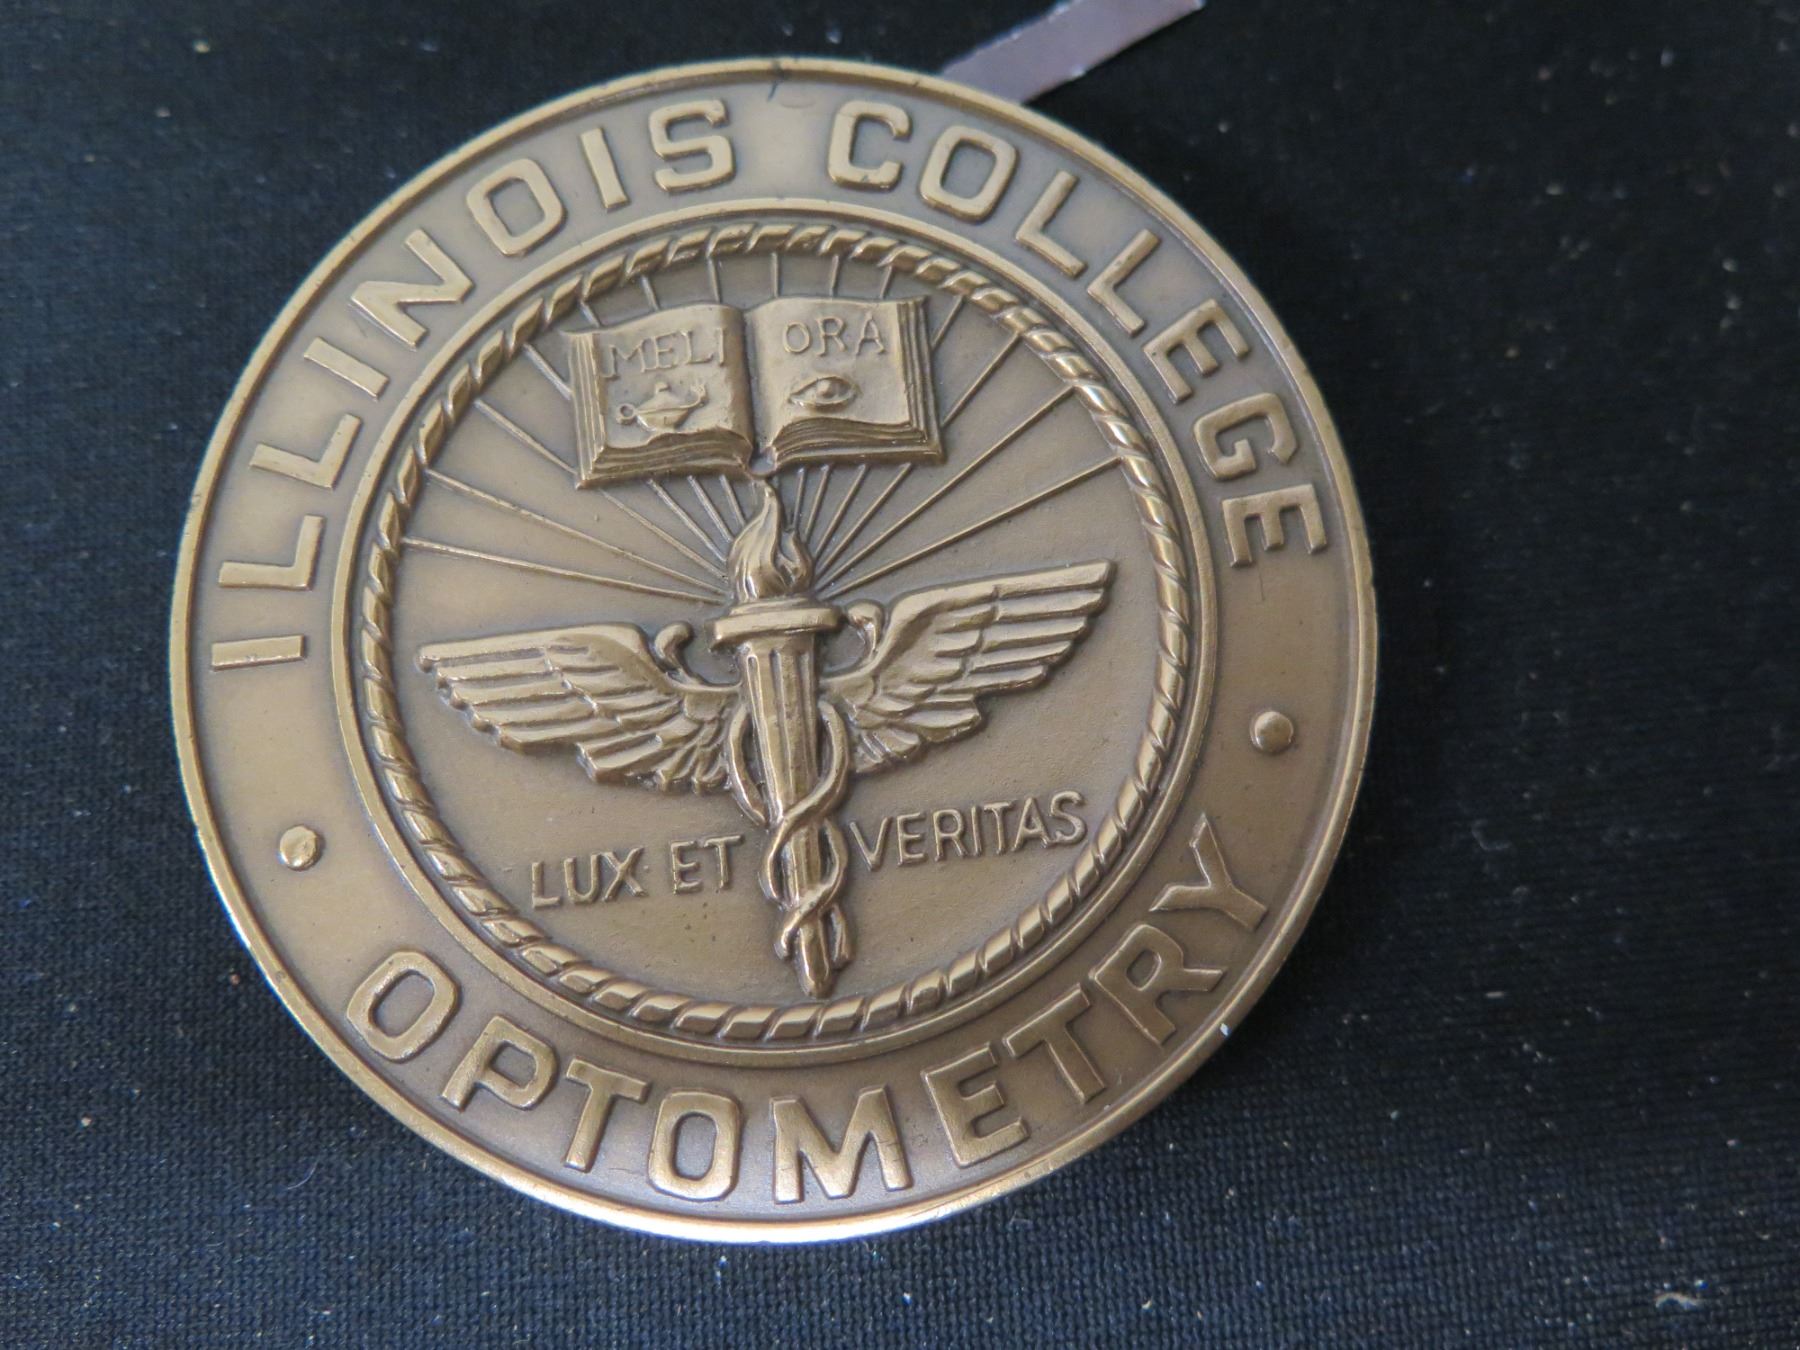 ILLINOIS COLLEGE
MELI ORA
LUX · ET VERITAS
• OPTOMETRY •